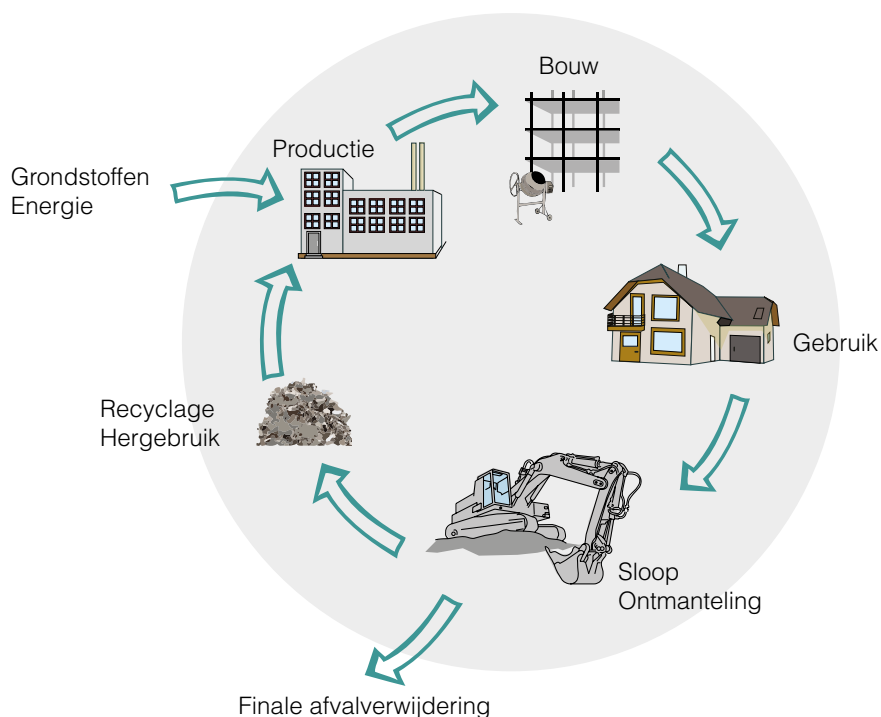 Bouw
Productie
Grondstoffen
Energie
Gebruik
Recyclage
Hergebruik
Sloop
Ontmanteling
Finale afvalverwijdering